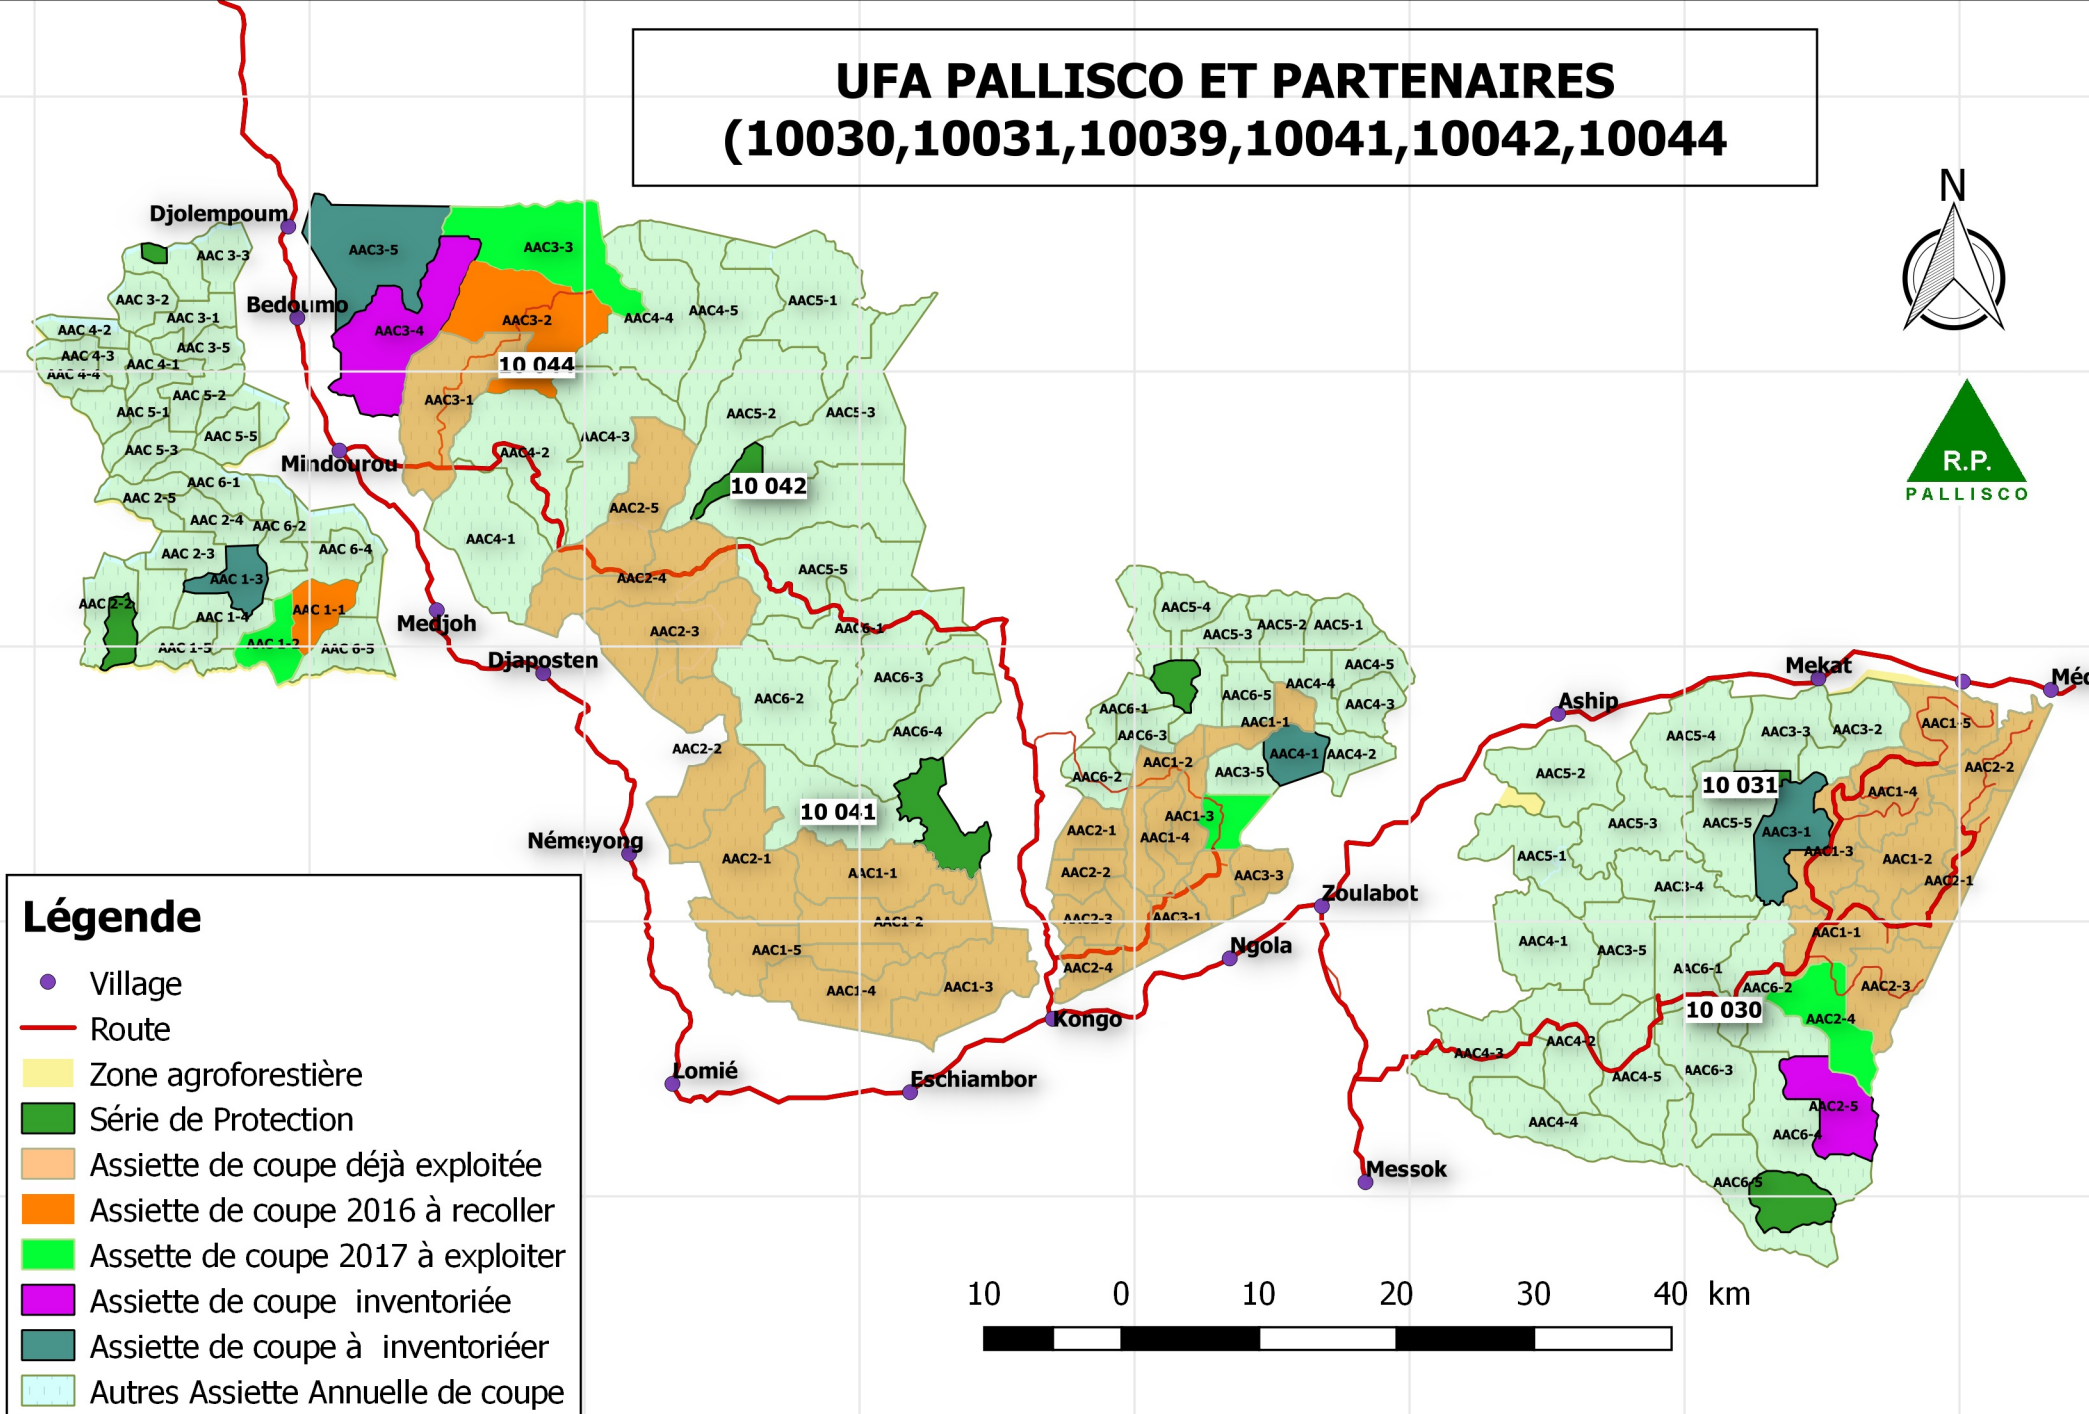 UFA PALLISCO ET PARTENAIRES
(10030,10031,10039,10041,10042,10044
N
R.P.
PALLISCO
Djolempoum
AAC 3-3
AAC 3-2
Bedoumo
AAC 3-1
AAC 4-2
AAC 3-5
AAC 4-3
AAC 4-1
AAC 4-4
AAC 5-2
AAC 5-1
AAC 5-5
AAC 5-3
Mindourou
AAC 6-1
AAC 2-5
AAC 2-4
AAC 6-2
AAC 2-3
AAC 6-4
AAC 1-3
AAC 2-2
AAC 1-1
AAC 1-4
AAC 1-5
AAC 1-2
AAC 6-5
AAC3-5
AAC3-3
AAC3-4
AAC3-2
10 044
AAC3-1
AAC4-4
AAC4-5
AAC5-1
AAC5-2
AAC5-3
AAC4-3
AAC4-2
10 042
AAC2-5
AAC4-1
AAC2-4
AAC5-5
AAC2-3
AAC6-1
AAC6-3
AAC6-2
AAC6-4
AAC2-2
10 041
AAC2-1
AAC1-1
AAC1-2
AAC1-5
AAC1-4
AAC1-3
Medjoh
Djaposten
Némeyong
Lomié
Eschiambor
Kongo
Ngola
Zoulabot
Messok
Aship
Mekat
AAC5-4
AAC5-3
AAC5-2
AAC5-1
AAC4-5
AAC4-4
AAC6-5
AAC4-3
AAC6-1
AAC1-1
AAC6-3
AAC4-1
AAC4-2
AAC1-2
AAC3-5
AAC6-2
AAC1-3
AAC2-1
AAC1-4
AAC2-2
AAC3-3
AAC2-3
AAC3-1
AAC2-4
AAC5-4
AAC3-3
AAC3-2
AAC1-5
AAC5-2
AAC2-2
10 031
AAC1-4
AAC5-3
AAC5-5
AAC3-1
AAC1-3
AAC5-1
AAC1-2
AAC2-1
AAC3-4
AAC1-1
AAC4-1
AAC3-5
AAC6-1
AAC6-2
AAC2-3
10 030
AAC2-4
AAC4-2
AAC4-3
AAC4-5
AAC6-3
AAC2-5
AAC4-4
AAC6-4
AAC6-5
Légende
Village
Route
Zone agroforestière
Série de Protection
Assiette de coupe déjà exploitée
Assiette de coupe 2016 à recoller
Assette de coupe 2017 à exploiter
Assiette de coupe inventoriée
Assiette de coupe à inventoriéer
Autres Assiette Annuelle de coupe
10 0 10 20 30 40 km